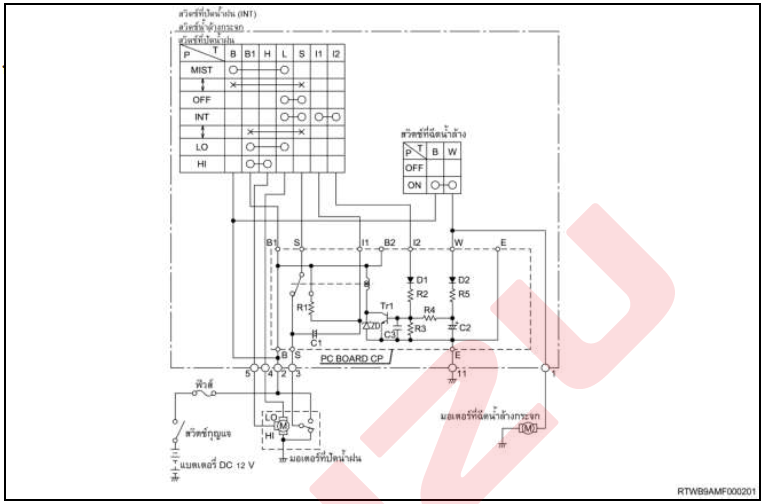 สวิตช์ที่ปัดน้ำฝน (INT)
สวิตช์น้ำล้างกระจก
สวิตช์ที่ปัดน้ำฝน
P T B B1 H L S I1 I2
MIST
OFF
INT
LO
HI
สวิตช์ที่ฉีดน้ำล้าง
P T B W
OFF
ON
B1 S I1 B2 I2 W E
D1 D2
R2 R5
R1 Tr1 R4
ZD C3 R3 C2
C1
B S PC BOARD CP E
5 4 2 3 11 1
ฟิวส์
สวิตช์กุญแจ
แบตเตอรี่ DC 12 V
LO
M
HI
มอเตอร์ที่ปัดน้ำฝน
มอเตอร์ที่ฉีดน้ำล้างกระจก
M
RTWB9AMF000201